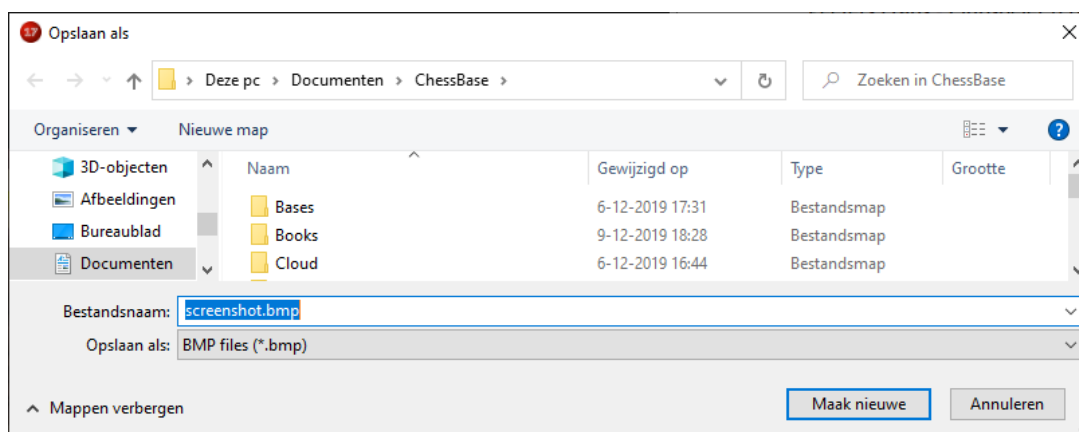 17 Opslaan als
Deze pc > Documenten > ChessBase > Zoeken in ChessBase
Organiseren Nieuwe map ?
3D-objecten Naam Gewijzigd op Type Grootte
Afbeeldingen Bases 6-12-2019 17:31 Bestandsmap
Bureaublad Books 9-12-2019 18:28 Bestandsmap
Documenten Cloud 6-12-2019 16:44 Bestandsmap
Bestandsnaam: screenshot.bmp
Opslaan als: BMP files (*.bmp)
Mappen verbergen Maak nieuwe Annuleren